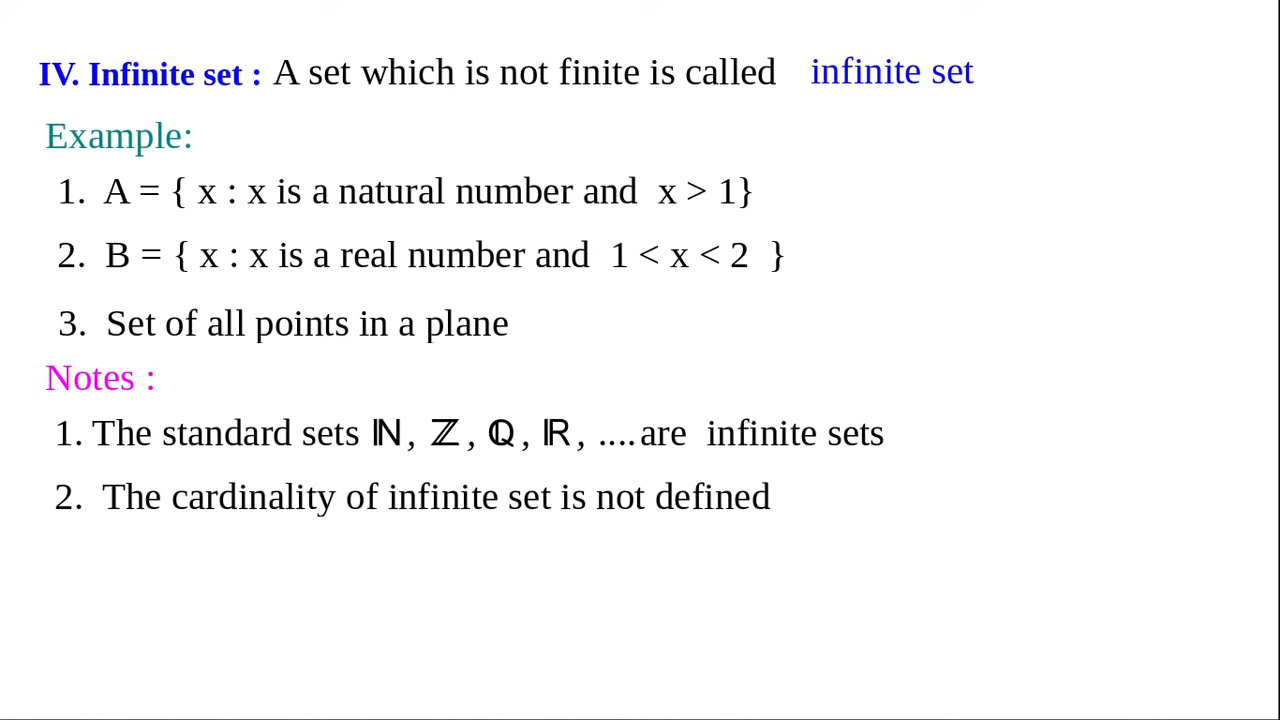 IV. Infinite set : A set which is not finite is called infinite set
Example:
1. A = { x : x is a natural number and x > 1}
2. B = { x : x is a real number and 1 < x < 2 }
3. Set of all points in a plane
Notes :
1. The standard sets ℕ, ℤ, ℚ, ℝ, ....are infinite sets
2. The cardinality of infinite set is not defined